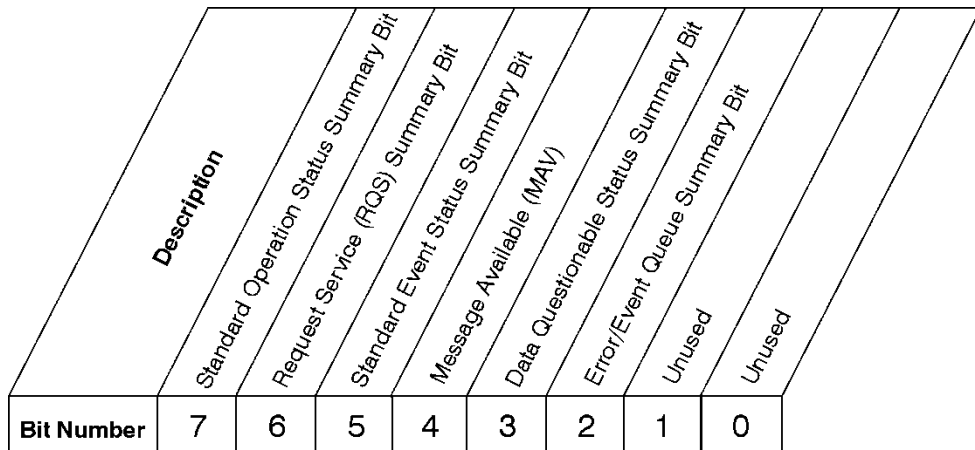 Description
Standard Operation Status Summary Bit
Request Service (RQS) Summary Bit
Standard Event Status Summary Bit
Message Available (MAV)
Data Questionable Status Summary Bit
Error/Event Queue Summary Bit
Unused
Unused
Bit Number 7 6 5 4 3 2 1 0